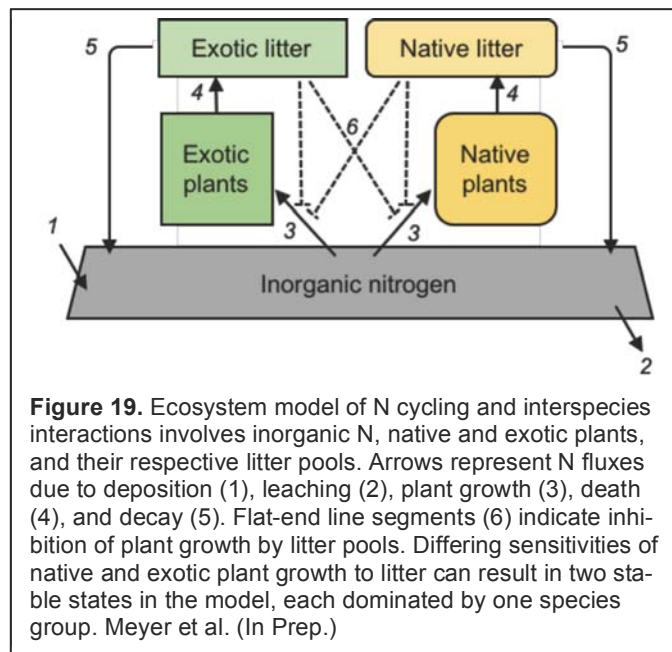 5
Exotic litter
Native litter
5
4
6
4
Exotic
plants
Native
plants
3
3
1
Inorganic nitrogen
2
Figure 19. Ecosystem model of N cycling and interspecies
interactions involves inorganic N, native and exotic plants,
and their respective litter pools. Arrows represent N fluxes
due to deposition (1), leaching (2), plant growth (3), death
(4), and decay (5). Flat-end line segments (6) indicate inhi-
bition of plant growth by litter pools. Differing sensitivities of
native and exotic plant growth to litter can result in two sta-
ble states in the model, each dominated by one species
group. Meyer et al. (In Prep.)